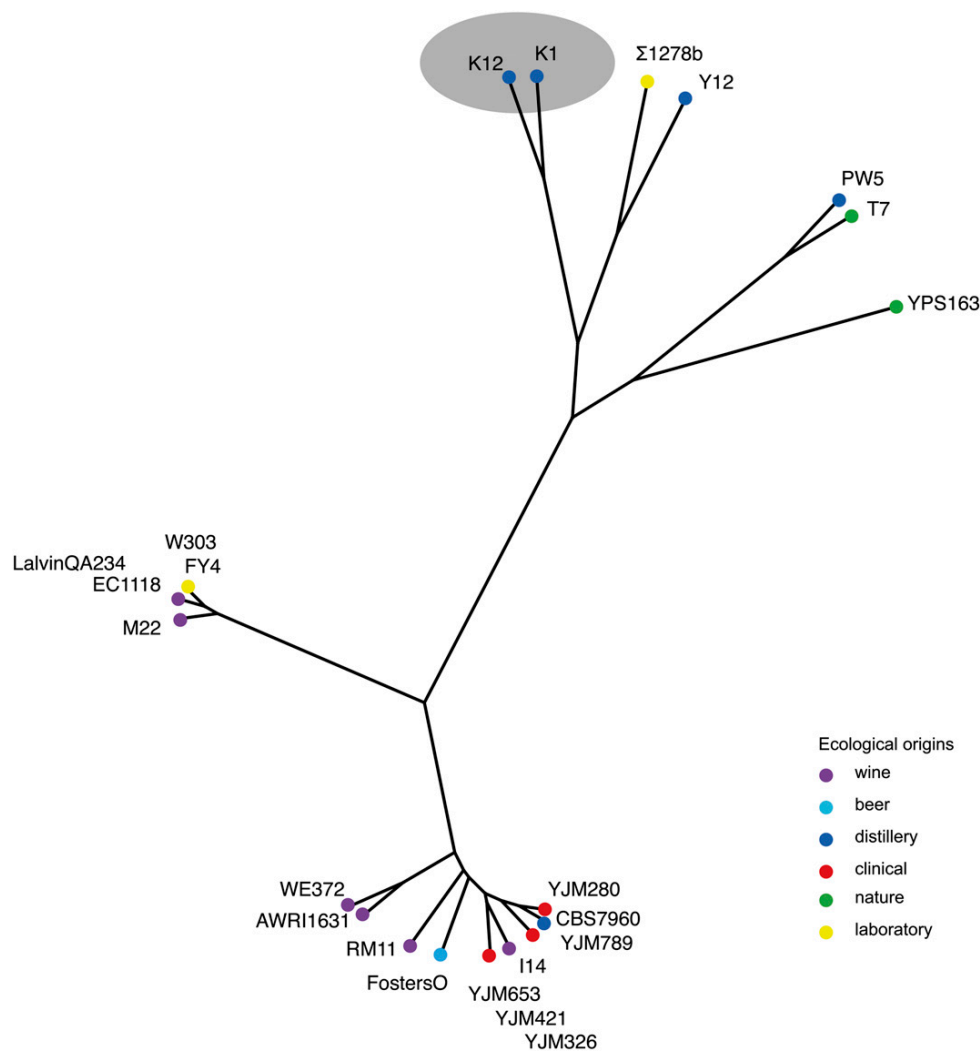 K12
K1
Σ1278b
Y12
PW5
T7
YPS163
W303
LalvinQA234
FY4
EC1118
M22
Ecological origins
wine
beer
distillery
clinical
nature
laboratory
WE372
AWRI1631
RM11
FostersO
YJM280
CBS7960
YJM789
I14
YJM653
YJM421
YJM326